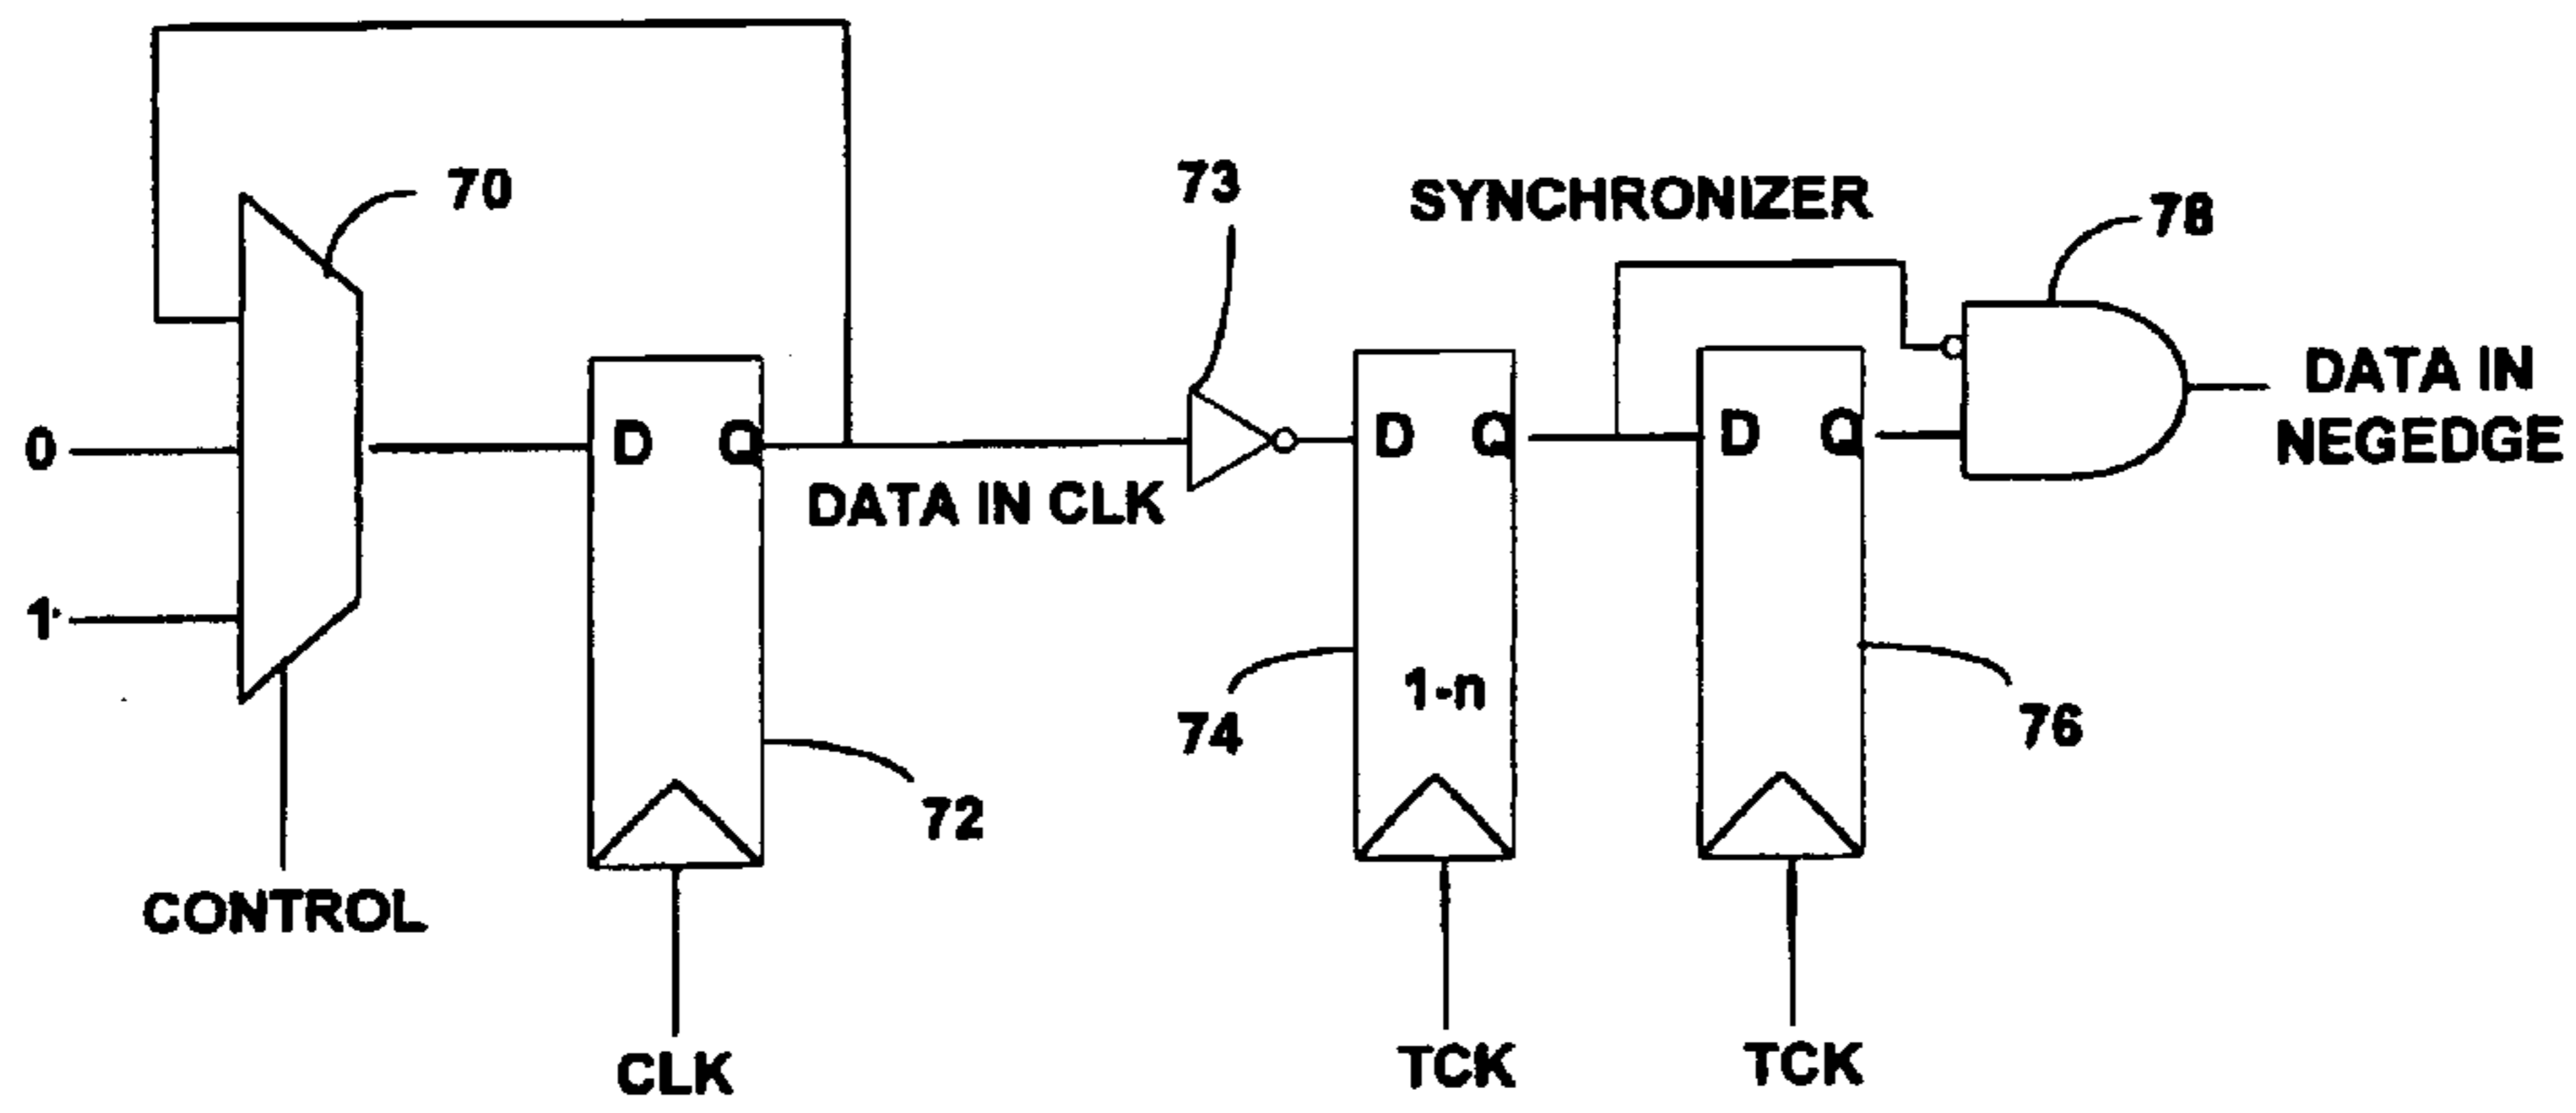 70
73
SYNCHRONIZER
78
0
D
Q
D
Q
D
Q
DATA IN
NEGEDGE
DATA IN CLK
1
1-n
74
76
72
CONTROL
CLK
TCK
TCK